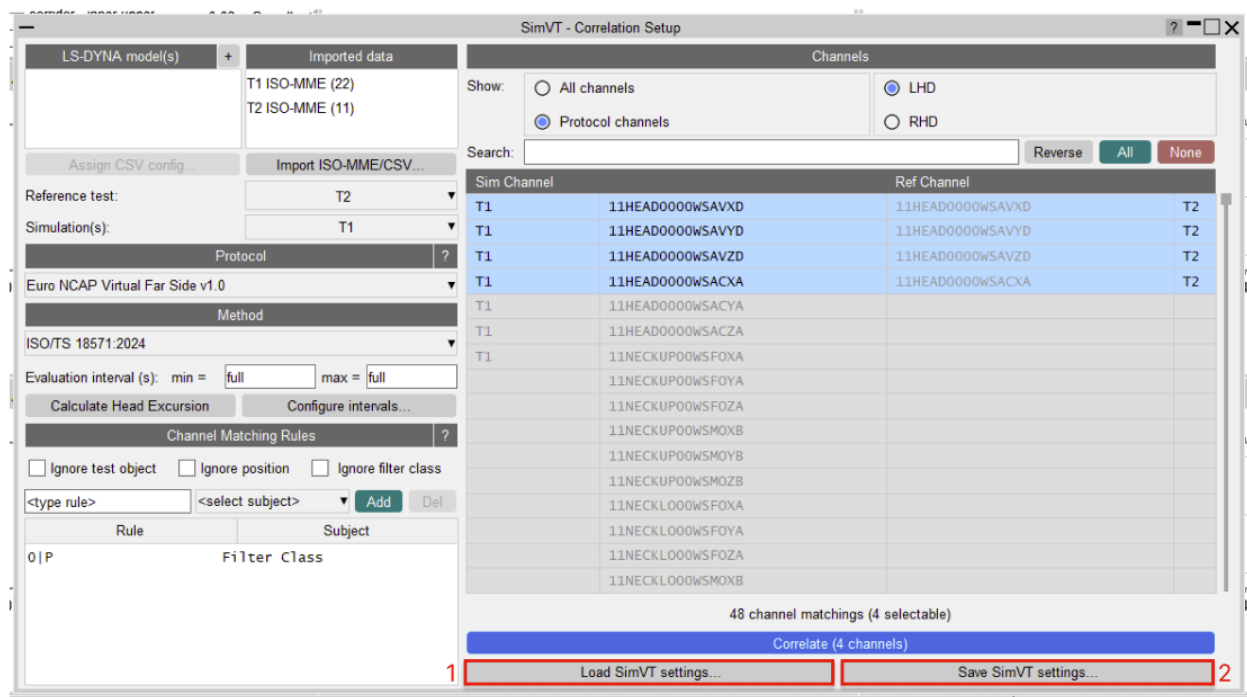 SimVT - Correlation Setup
?
LS-DYNA model(s) + Imported data
T1 ISO-MME (22)
T2 ISO-MME (11)
Assign CSV config... Import ISO-MME/CSV...
Reference test: T2
Simulation(s): T1
Protocol ?
Euro NCAP Virtual Far Side v1.0
Method
ISO/TS 18571:2024
Evaluation interval (s): min = full max = full
Calculate Head Excursion Configure intervals...
Channel Matching Rules ?
Ignore test object Ignore position Ignore filter class
<type rule> <select subject> Add Del
Rule Subject
O|P Filter Class
Channels
Show: All channels LHD
Protocol channels RHD
Search: Reverse All None
Sim Channel Ref Channel
T1 11HEAD0000WSAVXD 11HEAD0000WSAVXD T2
T1 11HEAD0000WSAVYD 11HEAD0000WSAVYD T2
T1 11HEAD0000WSAVZD 11HEAD0000WSAVZD T2
T1 11HEAD0000WSACXA 11HEAD0000WSACXA T2
T1 11HEAD0000WSACYA
T1 11HEAD0000WSACZA
T1 11NECKUP00WSFOXA
11NECKUP00WSFOYA
11NECKUP00WSFOZA
11NECKUP00WSMOXB
11NECKUP00WSMOYB
11NECKUP00WSMOZB
11NECKLO00WSFOXA
11NECKLO00WSFOYA
11NECKLO00WSFOZA
11NECKLO00WSMOXB
48 channel matchings (4 selectable)
Correlate (4 channels)
1 Load SimVT settings... Save SimVT settings... 2